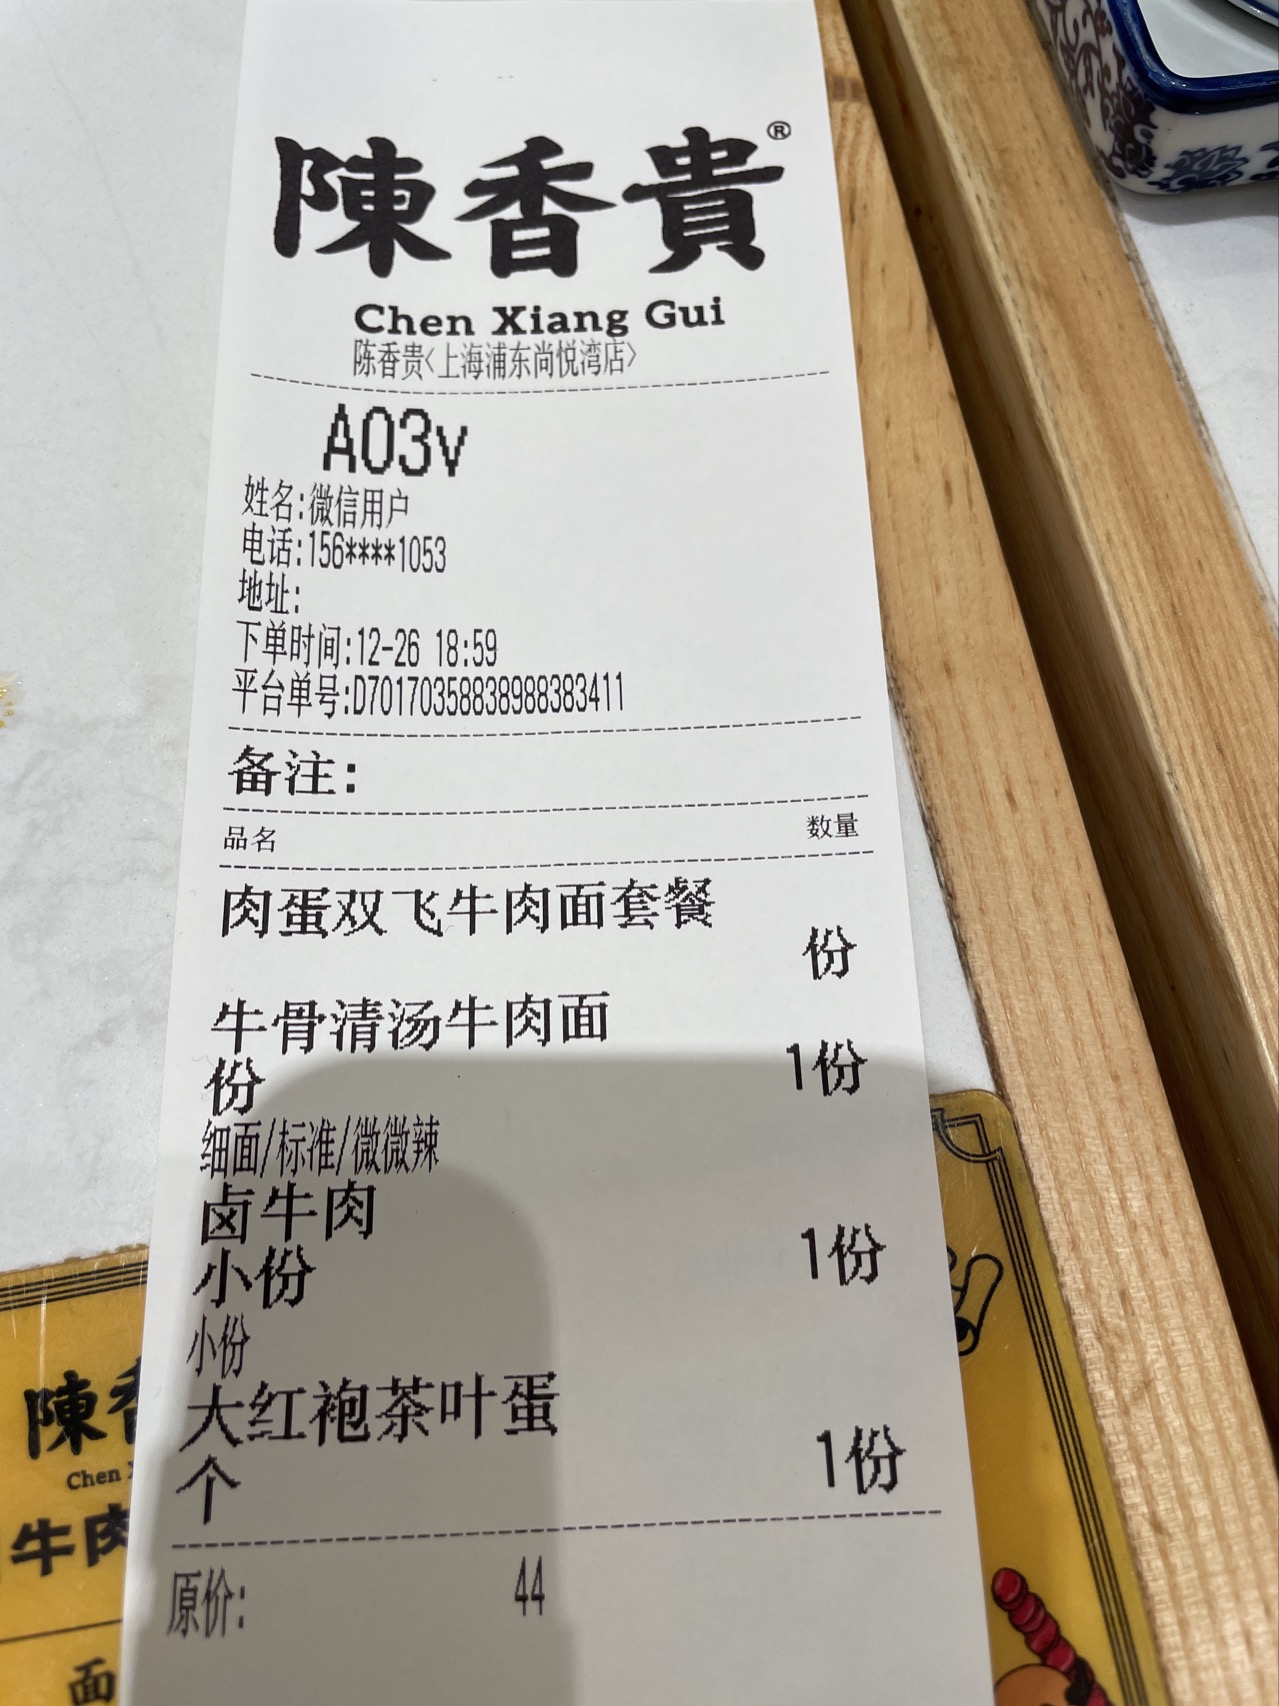 陳香貴®
Chen Xiang Gui
陈香贵<上海浦东尚悦湾店>
A03v
姓名:微信用户
电话:156****1053
地址:
下单时间:12-26 18:59
平台单号:D701703588389883834​11
备注:
品名 数量
肉蛋双飞牛肉面套餐
份
牛骨清汤牛肉面
份 1份
细面/标准/微微辣
卤牛肉
小份 1份
小份
大红袍茶叶蛋
个 1份
原价: 44
陳香
Chen
牛肉
面